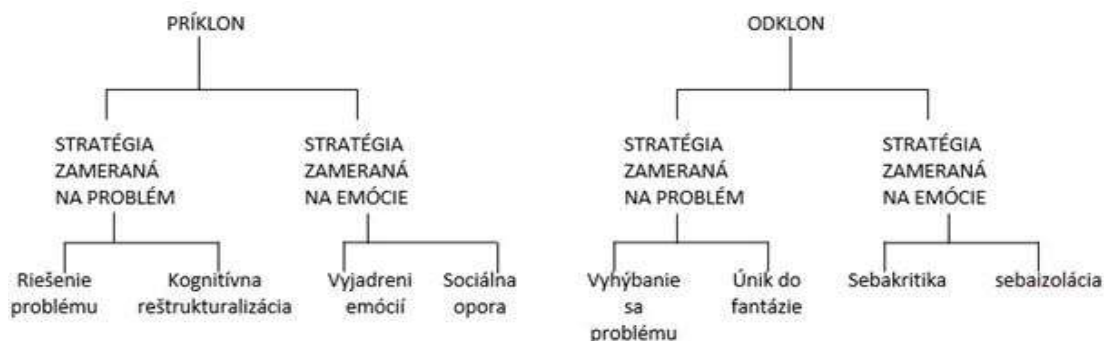 PRÍKLON
ODKLON
STRATÉGIA
ZAMERANÁ
NA PROBLÉM
STRATÉGIA
ZAMERANÁ
NA EMÓCIE
STRATÉGIA
ZAMERANÁ
NA PROBLÉM
STRATÉGIA
ZAMERANÁ
NA EMÓCIE
Riešenie
problému
Kognitívna
reštrukturalizácia
Vyjadreni
emócií
Sociálna
opora
Vyhýbanie
sa
problému
Únik do
fantázie
Sebakritika
sebaizolácia